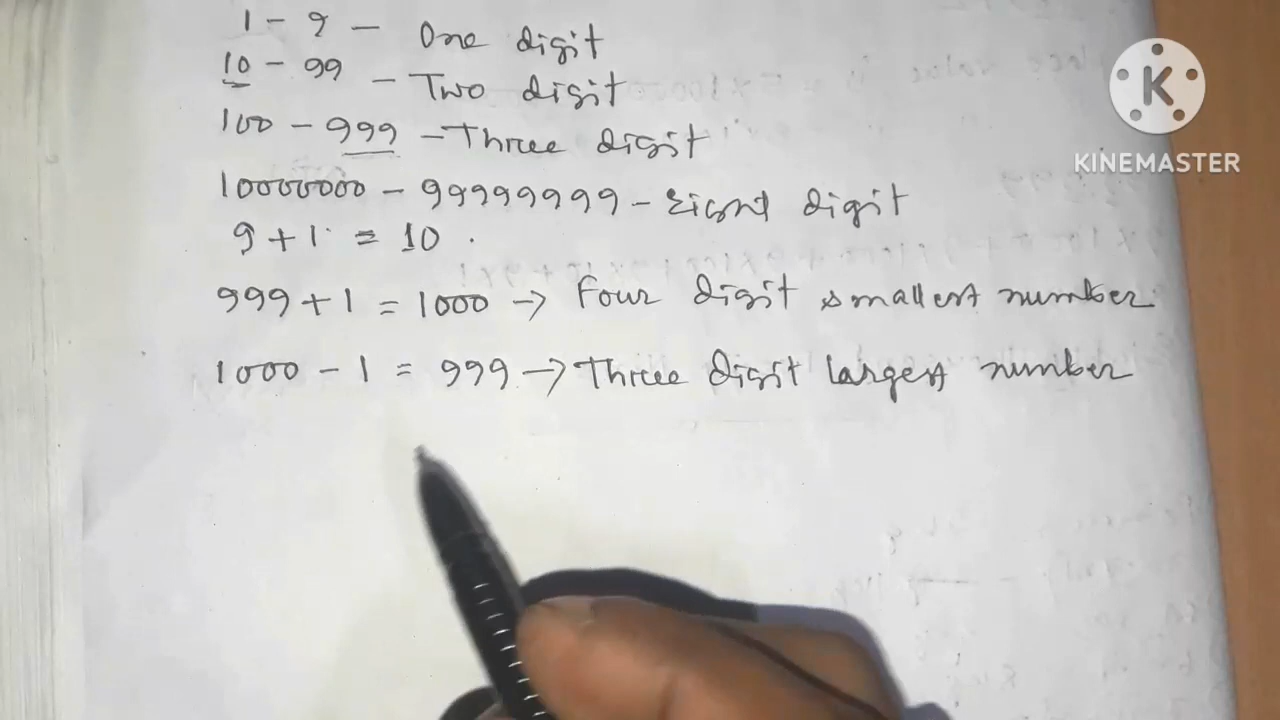 1 - 9 - One digit
10 - 99 - Two digit
100 - 999 - Three digit
10000000 - 99999999 - Eight digit
9 + 1 = 10
999 + 1 = 1000 → Four digit smallest number
1000 - 1 = 999 → Three digit largest number
K
KINEMASTER